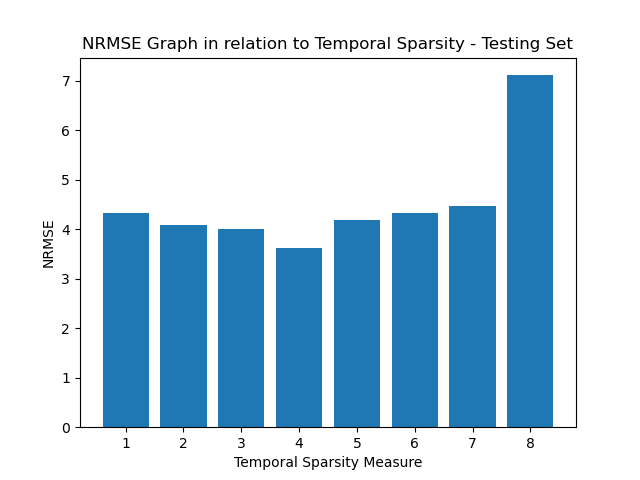 NRMSE Graph in relation to Temporal Sparsity - Testing Set
7
6
5
4
3
2
1
0
NRMSE
1 2 3 4 5 6 7 8
Temporal Sparsity Measure